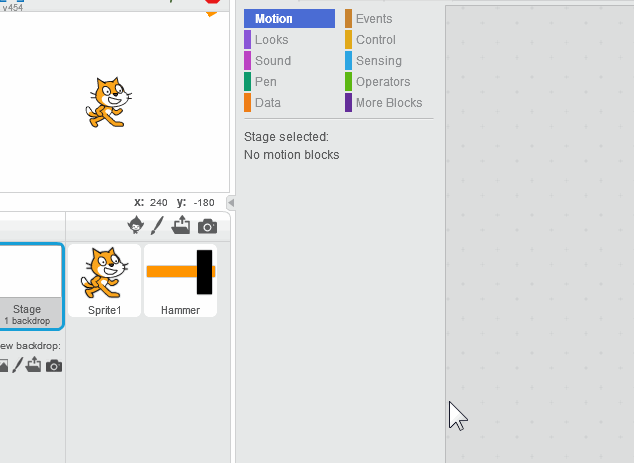 v454
Motion
Events
Looks
Control
Sound
Sensing
Pen
Operators
Data
More Blocks
Stage selected:
No motion blocks
x: 240 y: -180
Stage
1 backdrop
Sprite1
Hammer
ew backdrop: